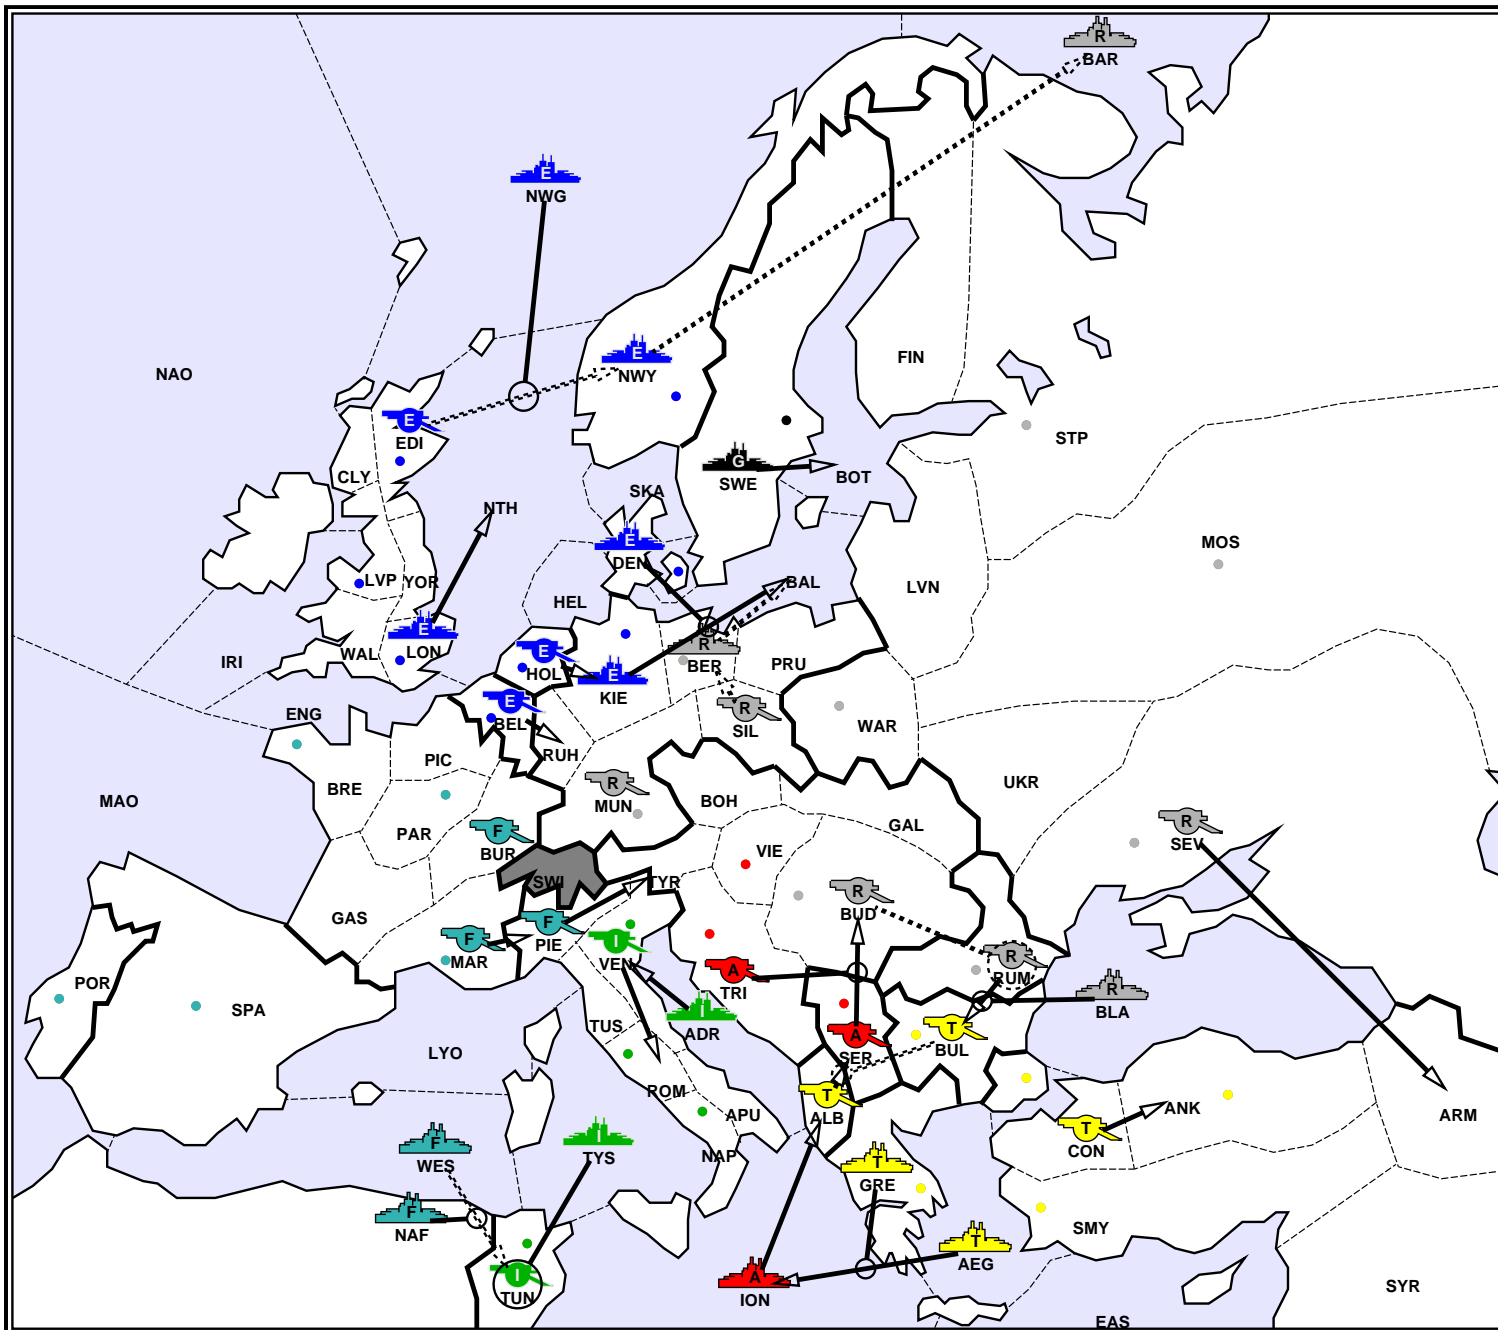 R
BAR
E
NWG
E
NWY
FIN
NAO
E
EDI
STP
CLY
G
SWE
BOT
SKA
NTH
E
DEN
MOS
LVP
YOR
BAL
LVN
HEL
E
LON
WAL
IRI
E
HOL
R
BER
PRU
E
KIE
E
BEL
R
SIL
WAR
ENG
RUH
PIC
BRE
UKR
MAO
R
MUN
BOH
GAL
PAR
F
BUR
R
SEV
VIE
SWI
TYR
R
BUD
GAS
F
PIE
F
MAR
I
VEN
R
RUM
A
TRI
POR
SPA
R
BLA
I
ADR
TUS
T
BUL
A
SER
LYO
ROM
T
ALB
APU
ANK
ARM
T
CON
F
WES
I
TYS
NAP
T
GRE
F
NAF
SMY
T
AEG
I
TUN
A
ION
SYR
EAS